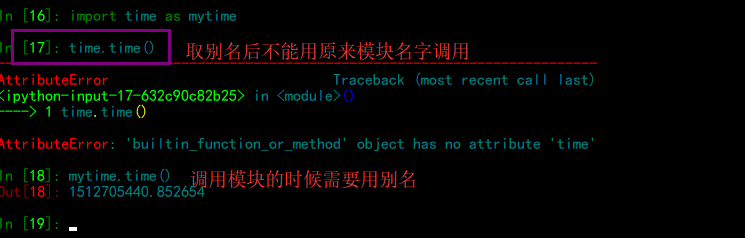 In [16]: import time as mytime
In [17]: time.time() 取别名后不能用原来模块名字调用
AttributeError Traceback (most recent call last)
<ipython-input-17-632c90c82b25> in <module>()
----> 1 time.time()
AttributeError: 'builtin_function_or_method' object has no attribute 'time'
In [18]: mytime.time() 调用模块的时候需要用别名
Out[18]: 1512705440.852654
In [19]: